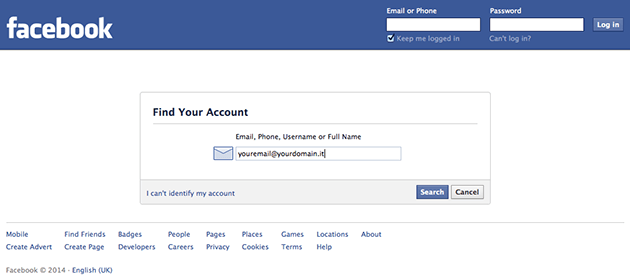 facebook
Email or Phone Password
Log in
Keep me logged in Can't log in?
Find Your Account
Email, Phone, Username or Full Name
youremail@yourdomain.it
I can't identify my account Search Cancel
Mobile Find Friends Badges People Pages Places Games Locations About
Create Advert Create Page Developers Careers Privacy Cookies Terms Help
Facebook © 2014 · English (UK)